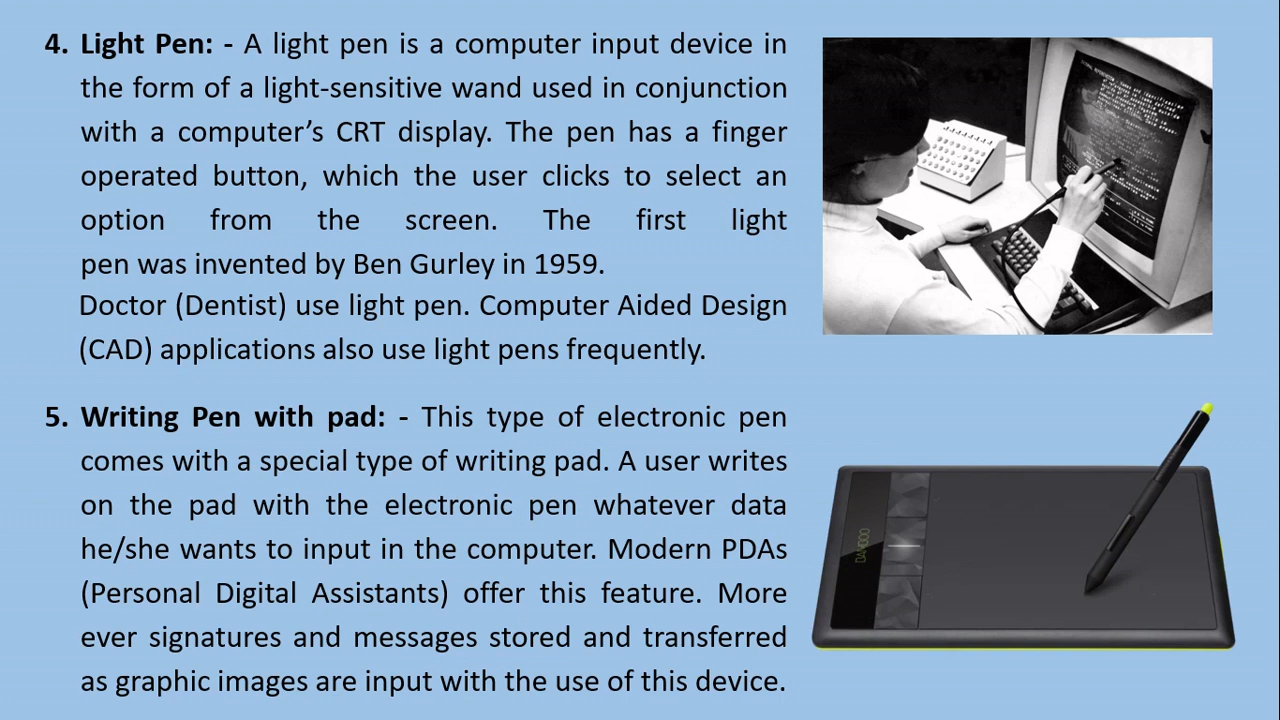 4. Light Pen: - A light pen is a computer input device in
the form of a light-sensitive wand used in conjunction
with a computer's CRT display. The pen has a finger
operated button, which the user clicks to select an
option from the screen. The first light
pen was invented by Ben Gurley in 1959.
Doctor (Dentist) use light pen. Computer Aided Design
(CAD) applications also use light pens frequently.
5. Writing Pen with pad: - This type of electronic pen
comes with a special type of writing pad. A user writes
on the pad with the electronic pen whatever data
he/she wants to input in the computer. Modern PDAs
(Personal Digital Assistants) offer this feature. More
ever signatures and messages stored and transferred
as graphic images are input with the use of this device.
BAMBOO